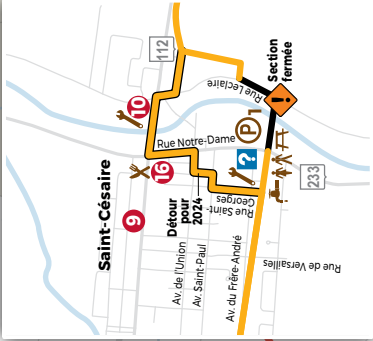 Saint-Césaire
112
10
16
9
Rue Leclaire
Section
fermée
P
1
?
Rue Notre-Dame
Détour
pour
2024
Rue Saint
Georges
Av. de l'Union
Av. Saint-Paul
Av. du Frère-André
Rue de Versailles
233
!